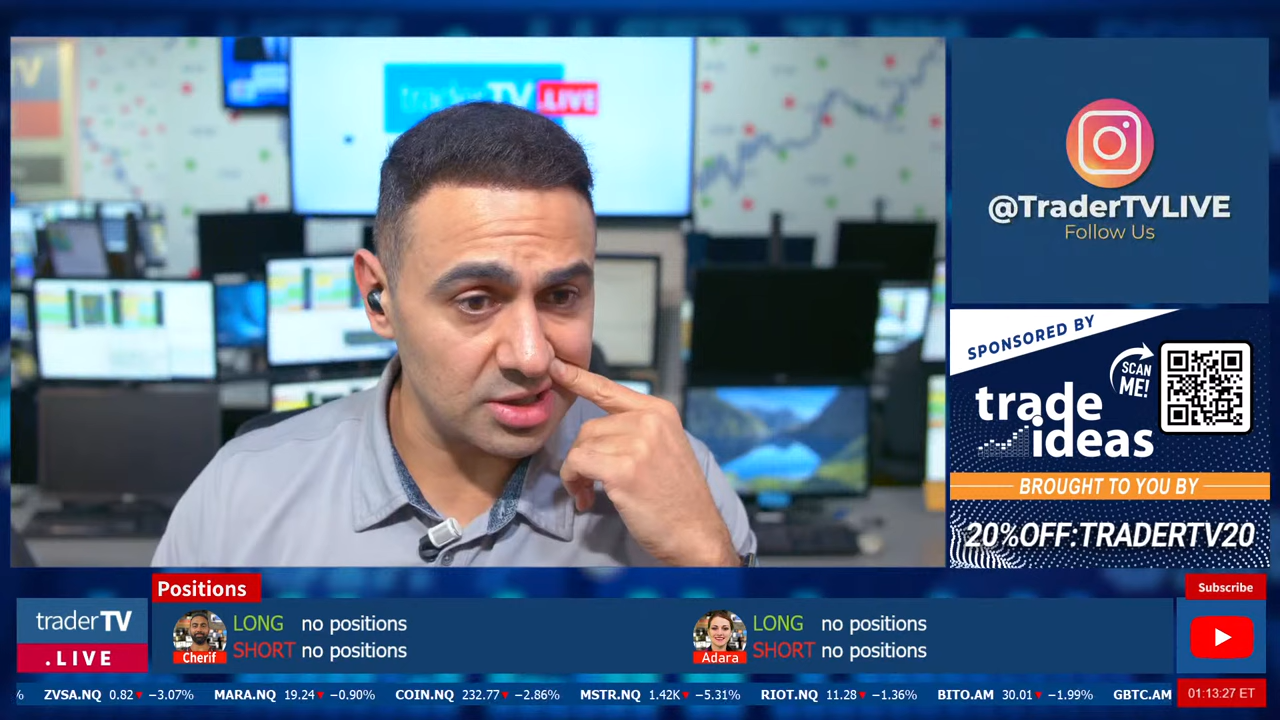 TV
traderTV.LIVE
@TraderTVLIVE
Follow Us
SPONSORED BY
SCAN
ME!
trade
ideas
BROUGHT TO YOU BY
20%OFF:TRADERTV20
Positions
Subscribe
traderTV
.LIVE
LONG no positions
SHORT no positions
Cherif
LONG no positions
SHORT no positions
Adara
% ZVSA.NQ 0.82▼ −3.07% MARA.NQ 19.24▼ −0.90% COIN.NQ 232.77▼ −2.86% MSTR.NQ 1.42K▼ −5.31% RIOT.NQ 11.28▼ −1.36% BITO.AM 30.01▼ −1.99% GBTC.AM
01:13:27 ET